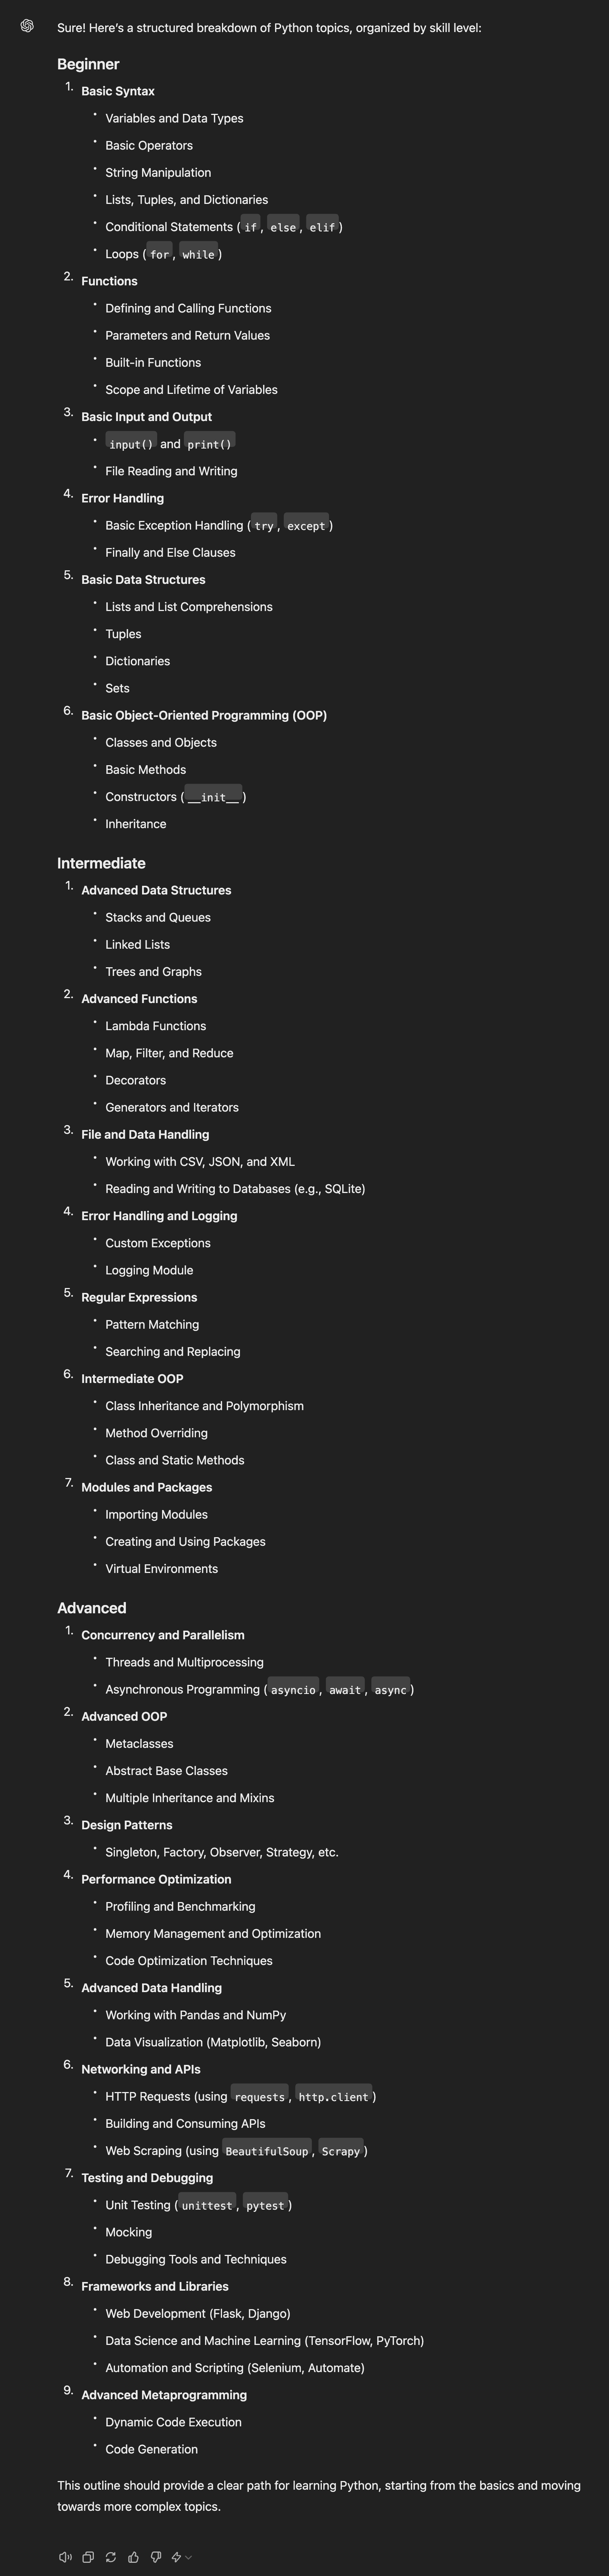 Sure! Here's a structured breakdown of Python topics, organized by skill level:
Beginner
1. Basic Syntax
• Variables and Data Types
• Basic Operators
• String Manipulation
• Lists, Tuples, and Dictionaries
• Conditional Statements (if, else, elif)
• Loops (for, while)
2. Functions
• Defining and Calling Functions
• Parameters and Return Values
• Built-in Functions
• Scope and Lifetime of Variables
3. Basic Input and Output
• input() and print()
• File Reading and Writing
4. Error Handling
• Basic Exception Handling (try, except)
• Finally and Else Clauses
5. Basic Data Structures
• Lists and List Comprehensions
• Tuples
• Dictionaries
• Sets
6. Basic Object-Oriented Programming (OOP)
• Classes and Objects
• Basic Methods
• Constructors (__init__)
• Inheritance
Intermediate
1. Advanced Data Structures
• Stacks and Queues
• Linked Lists
• Trees and Graphs
2. Advanced Functions
• Lambda Functions
• Map, Filter, and Reduce
• Decorators
• Generators and Iterators
3. File and Data Handling
• Working with CSV, JSON, and XML
• Reading and Writing to Databases (e.g., SQLite)
4. Error Handling and Logging
• Custom Exceptions
• Logging Module
5. Regular Expressions
• Pattern Matching
• Searching and Replacing
6. Intermediate OOP
• Class Inheritance and Polymorphism
• Method Overriding
• Class and Static Methods
7. Modules and Packages
• Importing Modules
• Creating and Using Packages
• Virtual Environments
Advanced
1. Concurrency and Parallelism
• Threads and Multiprocessing
• Asynchronous Programming (asyncio, await, async)
2. Advanced OOP
• Metaclasses
• Abstract Base Classes
• Multiple Inheritance and Mixins
3. Design Patterns
• Singleton, Factory, Observer, Strategy, etc.
4. Performance Optimization
• Profiling and Benchmarking
• Memory Management and Optimization
• Code Optimization Techniques
5. Advanced Data Handling
• Working with Pandas and NumPy
• Data Visualization (Matplotlib, Seaborn)
6. Networking and APIs
• HTTP Requests (using requests, http.client)
• Building and Consuming APIs
• Web Scraping (using BeautifulSoup, Scrapy)
7. Testing and Debugging
• Unit Testing (unittest, pytest)
• Mocking
• Debugging Tools and Techniques
8. Frameworks and Libraries
• Web Development (Flask, Django)
• Data Science and Machine Learning (TensorFlow, PyTorch)
• Automation and Scripting (Selenium, Automate)
9. Advanced Metaprogramming
• Dynamic Code Execution
• Code Generation
This outline should provide a clear path for learning Python, starting from the basics and moving
towards more complex topics.